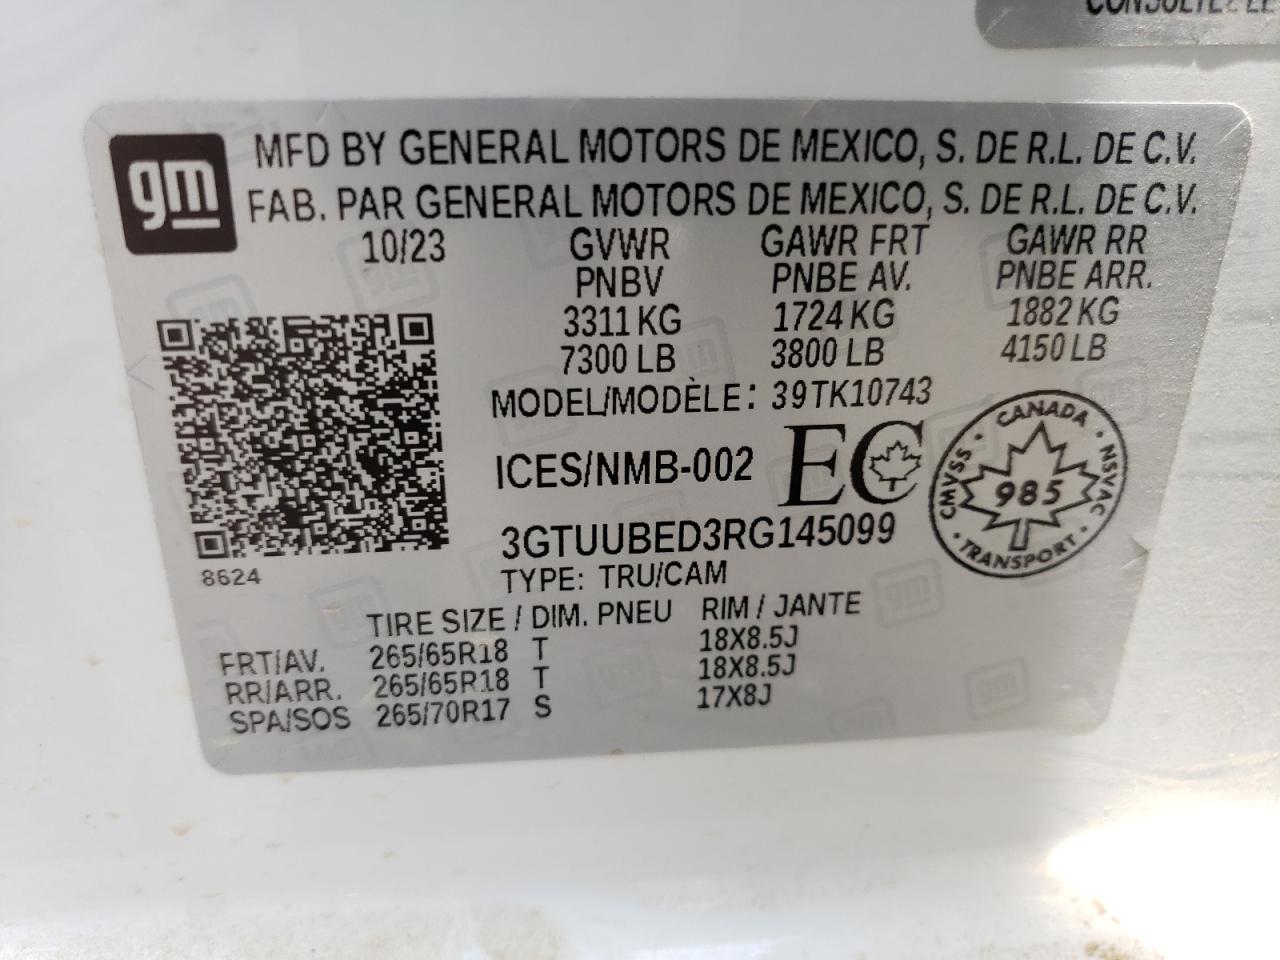 gm
MFD BY GENERAL MOTORS DE MEXICO, S. DE R.L. DE C.V.
FAB. PAR GENERAL MOTORS DE MEXICO, S. DE R.L. DE C.V.
10/23 GVWR GAWR FRT GAWR RR
PNBV PNBE AV. PNBE ARR.
3311 KG 1724 KG 1882 KG
7300 LB 3800 LB 4150 LB
MODEL/MODÈLE: 39TK10743
ICES/NMB-002 EC
CANADA
CMVSS · NSVAC
985
TRANSPORT
3GTUUBED3RG145099
8624
TYPE: TRU/CAM
TIRE SIZE / DIM. PNEU RIM / JANTE
FRT/AV. 265/65R18 T 18X8.5J
RR/ARR. 265/65R18 T 18X8.5J
SPA/SOS 265/70R17 S 17X8J